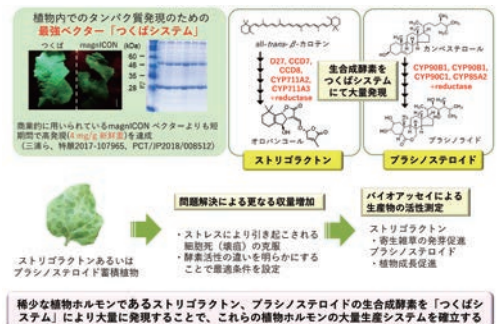 植物内でのタンパク質発現のための
最強ベクター「つくばシステム」
つくば
magnICON
(kDa)
60
45
28
商業的に用いられているmagnICON ベクターよりも短
期間で高発現(4 mg/g 新鮮重)を達成
(三浦ら、特願2017-107965, PCT/JP2018/008512)
all-trans-β-カロテン
D27, CCD7,
CCD8,
CYP711A2,
CYP711A3
+reductase
オロバンコール
ストリゴラクトン
生合成酵素を
つくばシステム
にて大量発現
カンペステロール
CYP90B1, CYP90B1,
CYP90C1, CYP85A2
+reductase
ブラシノライド
ブラシノステロイド
ストリゴラクトンあるいは
ブラシノステロイド蓄積植物
問題解決による更なる収量増加
・ストレスにより引き起こされる
細胞死（壊疽）の克服
・酵素活性の違いを明らかにする
ことで最適条件を設定
バイオアッセイによる
生産物の活性測定
ストリゴラクトン
・寄生雑草の発芽促進
ブラシノステロイド
・植物成長促進
稀少な植物ホルモンであるストリゴラクトン、ブラシノステロイドの生合成酵素を「つくばシ
ステム」により大量に発現することで、これらの植物ホルモンの大量生産システムを確立する